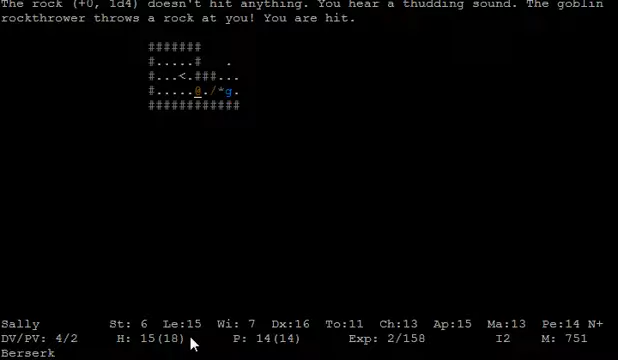 The rock (+0, 1d4) doesn't hit anything. You hear a thudding sound. The goblin
rockthrower throws a rock at you! You are hit.
#######
#.....#   .
#...<.###...
#.....@./*g.
############
Sally St: 6 Le:15 Wi: 7 Dx:16 To:11 Ch:13 Ap:15 Ma:13 Pe:14 N+
DV/PV: 4/2 H: 15(18) P: 14(14) Exp: 2/158 I2 M: 751
Berserk